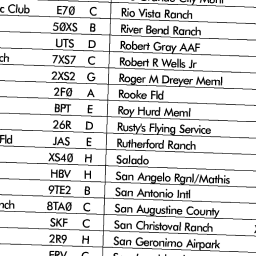 c Club E70 C Rio Vista Ranch
50XS B River Bend Ranch
UTS D Robert Gray AAF
ch 7XS7 C Robert R Wells Jr
2XS2 G Roger M Dreyer Meml
2F0 A Rooke Fld
BPT E Roy Hurd Meml
26R D Rusty's Flying Service
Fld JAS E Rutherford Ranch
XS40 H Salado
HBV H San Angelo Rgnl/Mathis
9TE2 B San Antonio Intl
nch 8TA0 C San Augustine County
SKF C San Christoval Ranch
2R9 H San Geronimo Airpark